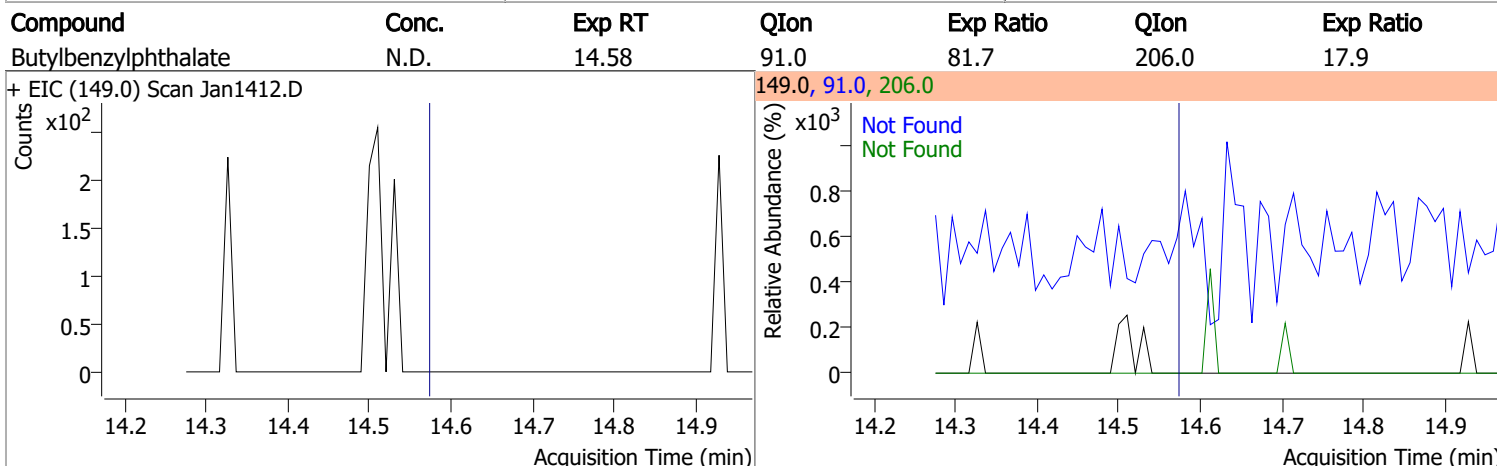 Compound Conc. Exp RT QIon Exp Ratio QIon Exp Ratio
Butylbenzylphthalate N.D. 14.58 91.0 81.7 206.0 17.9
+ EIC (149.0) Scan Jan1412.D
Counts
x10²
2
1.5
1
0.5
0
14.2 14.3 14.4 14.5 14.6 14.7 14.8 14.9
Acquisition Time (min)
149.0, 91.0, 206.0
Relative Abundance (%)
x10³
Not Found
Not Found
0.8
0.6
0.4
0.2
0
14.2 14.3 14.4 14.5 14.6 14.7 14.8 14.9
Acquisition Time (min)